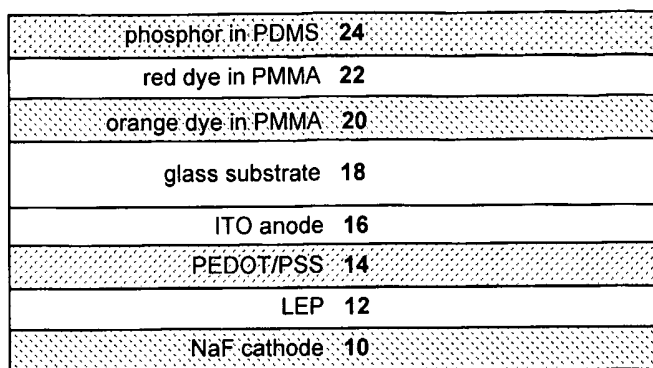 phosphor in PDMS 24
red dye in PMMA 22
orange dye in PMMA 20
glass substrate 18
ITO anode 16
PEDOT/PSS 14
LEP 12
NaF cathode 10